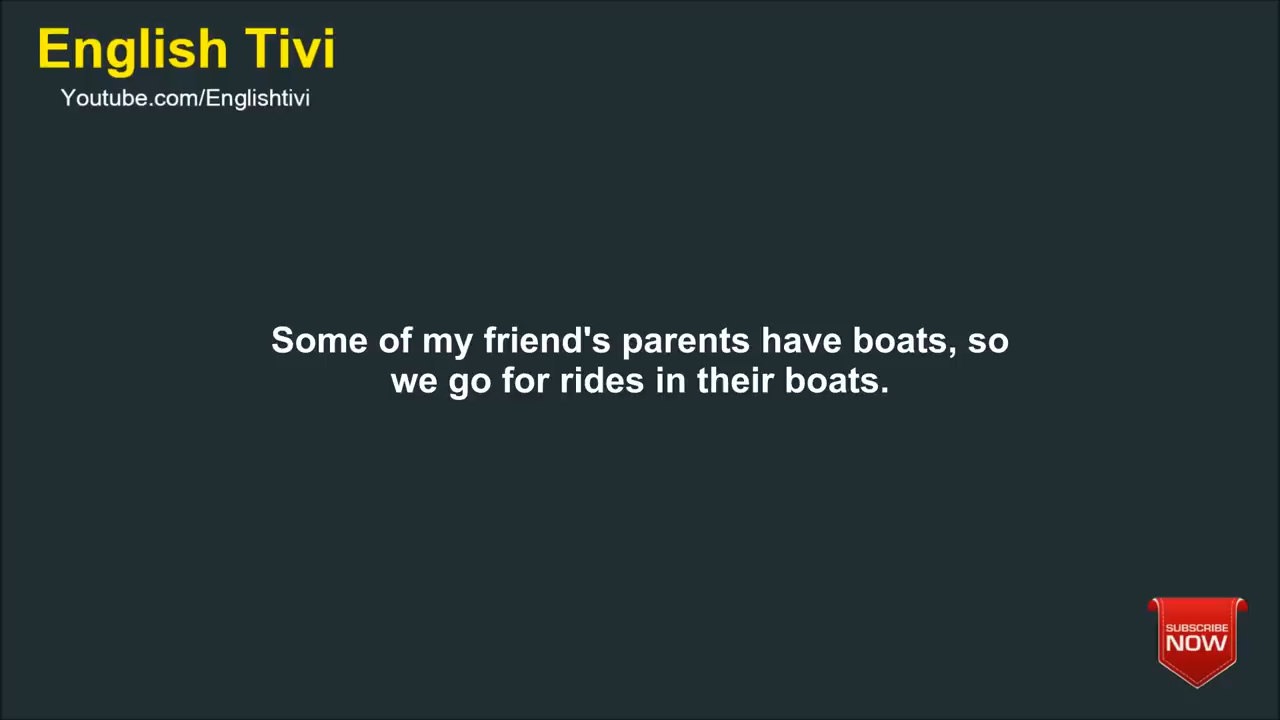 English Tivi
Youtube.com/Englishtivi
Some of my friend's parents have boats, so
we go for rides in their boats.
SUBSCRIBE
NOW